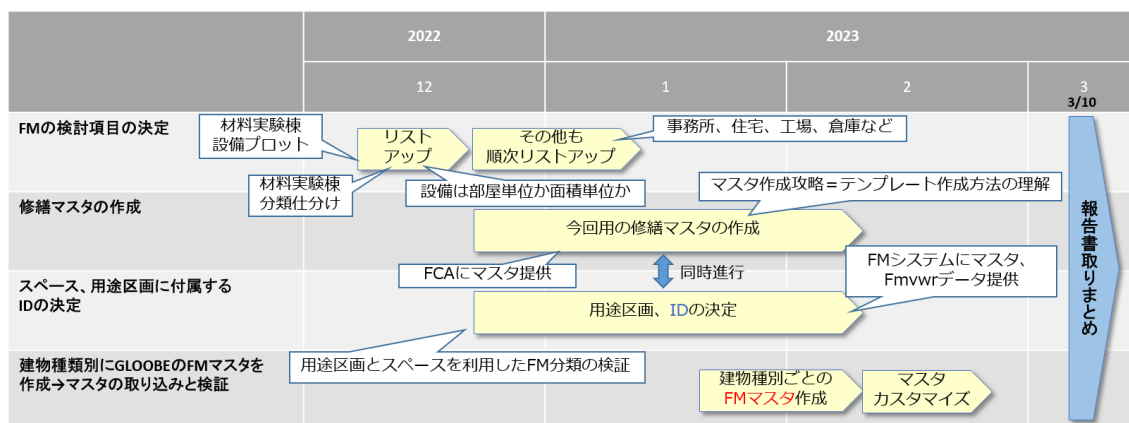 2022
2023
12
1
2
3
3/10
FMの検討項目の決定
材料実験棟
設備プロット
リスト
アップ
その他も
順次リストアップ
事務所、住宅、工場、倉庫など
材料実験棟
分類仕分け
設備は部屋単位か面積単位か
マスタ作成攻略＝テンプレート作成方法の理解
修繕マスタの作成
今回用の修繕マスタの作成
FCAにマスタ提供
同時進行
FMシステムにマスタ、
Fmvwrデータ提供
スペース、用途区画に付属する
IDの決定
用途区画、IDの決定
用途区画とスペースを利用したFM分類の検証
建物種類別にGLOOBEのFMマスタを
作成→マスタの取り込みと検証
建物種別ごとの
FMマスタ作成
マスタ
カスタマイズ
報告書取りまとめ